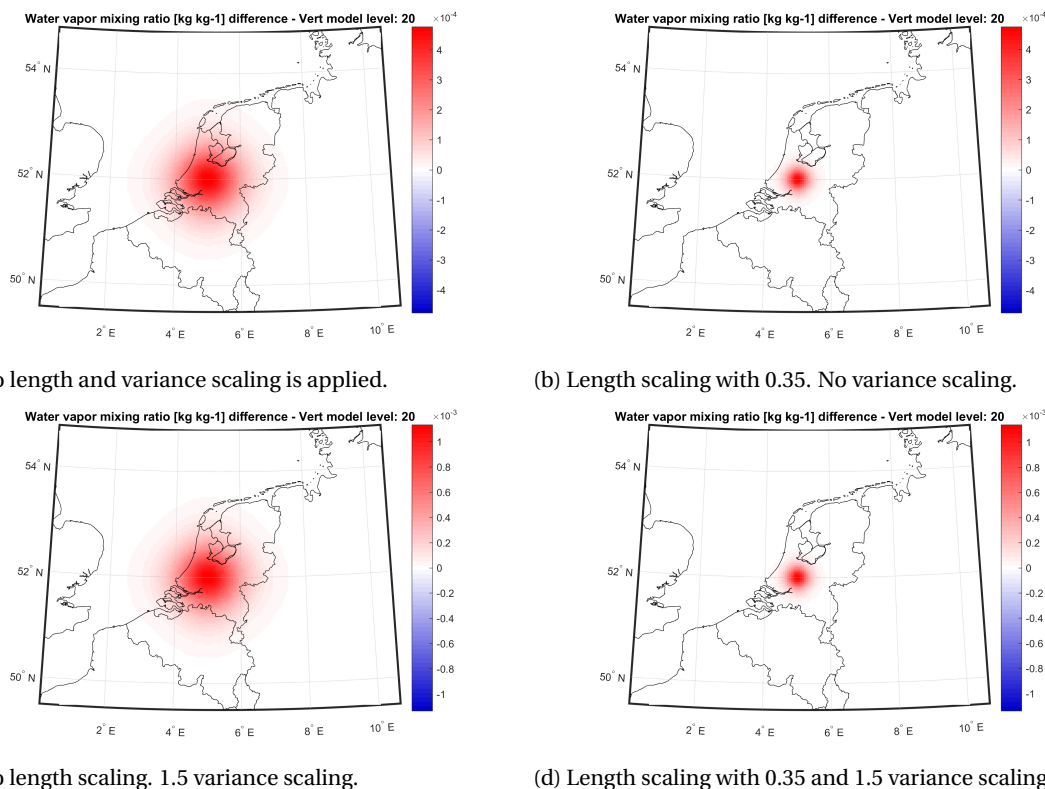 Water vapor mixing ratio [kg kg-1] difference - Vert model level: 20
×10⁻⁴
54° N
52° N
50° N
2° E
4° E
6° E
8° E
10° E
4
3
2
1
0
-1
-2
-3
-4
length and variance scaling is applied.
Water vapor mixing ratio [kg kg-1] difference - Vert model level: 20
×10⁻⁴
54° N
52° N
50° N
2° E
4° E
6° E
8° E
10° E
4
3
2
1
0
-1
-2
-3
-4
(b) Length scaling with 0.35. No variance scaling.
Water vapor mixing ratio [kg kg-1] difference - Vert model level: 20
×10⁻³
54° N
52° N
50° N
2° E
4° E
6° E
8° E
10° E
1
0.8
0.6
0.4
0.2
0
-0.2
-0.4
-0.6
-0.8
-1
length scaling. 1.5 variance scaling.
Water vapor mixing ratio [kg kg-1] difference - Vert model level: 20
×10⁻³
54° N
52° N
50° N
2° E
4° E
6° E
8° E
10° E
1
0.8
0.6
0.4
0.2
0
-0.2
-0.4
-0.6
-0.8
-1
(d) Length scaling with 0.35 and 1.5 variance scaling